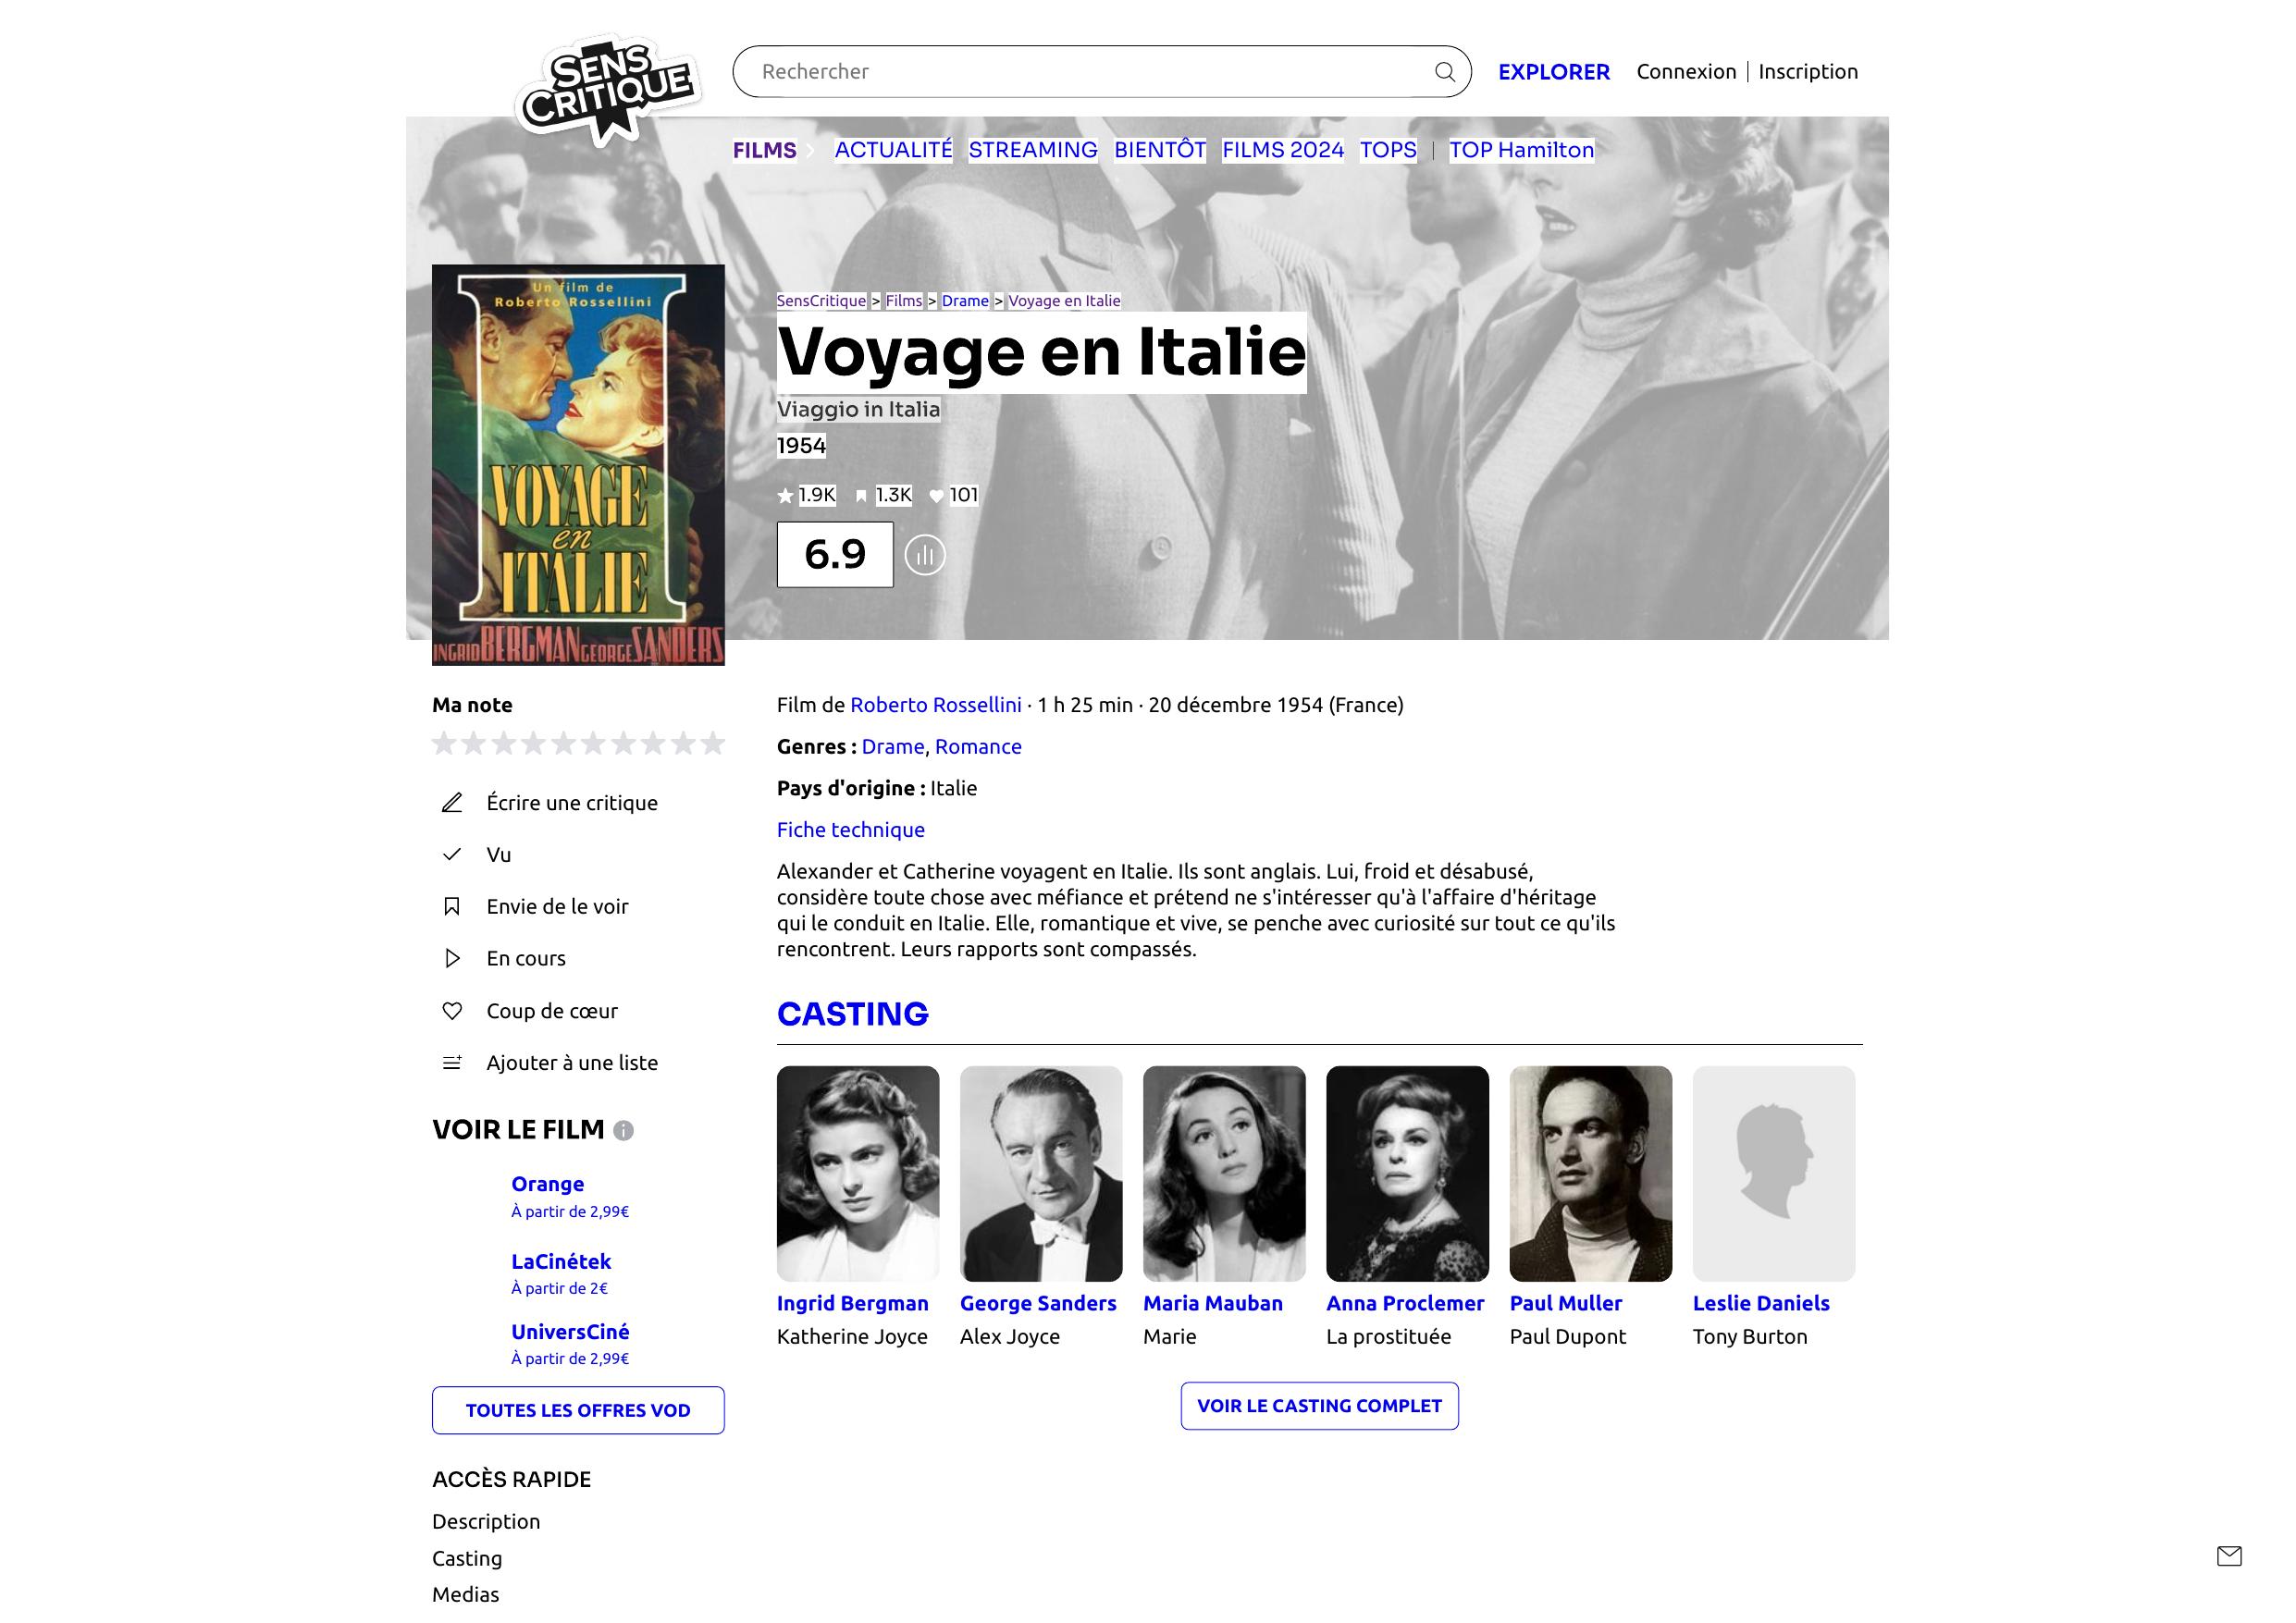 SENS
CRITIQUE
Rechercher
EXPLORER
Connexion | Inscription
FILMS
ACTUALITÉ
STREAMING
BIENTÔT
FILMS 2024
TOPS
|
TOP Hamilton
Un film de
Roberto Rossellini
VOYAGE
en
ITALIE
INGRID BERGMAN GEORGE SANDERS
SensCritique > Films > Drame > Voyage en Italie
Voyage en Italie
Viaggio in Italia
1954
1.9K 1.3K 101
6.9
Ma note
Écrire une critique
Vu
Envie de le voir
En cours
Coup de cœur
Ajouter à une liste
VOIR LE FILM
Orange
À partir de 2,99€
LaCinétek
À partir de 2€
UniversCiné
À partir de 2,99€
TOUTES LES OFFRES VOD
ACCÈS RAPIDE
Description
Casting
Medias
Film de Roberto Rossellini · 1 h 25 min · 20 décembre 1954 (France)
Genres : Drame, Romance
Pays d'origine : Italie
Fiche technique
Alexander et Catherine voyagent en Italie. Ils sont anglais. Lui, froid et désabusé,
considère toute chose avec méfiance et prétend ne s'intéresser qu'à l'affaire d'héritage
qui le conduit en Italie. Elle, romantique et vive, se penche avec curiosité sur tout ce qu'ils
rencontrent. Leurs rapports sont compassés.
CASTING
Ingrid Bergman
Katherine Joyce
George Sanders
Alex Joyce
Maria Mauban
Marie
Anna Proclemer
La prostituée
Paul Muller
Paul Dupont
Leslie Daniels
Tony Burton
VOIR LE CASTING COMPLET